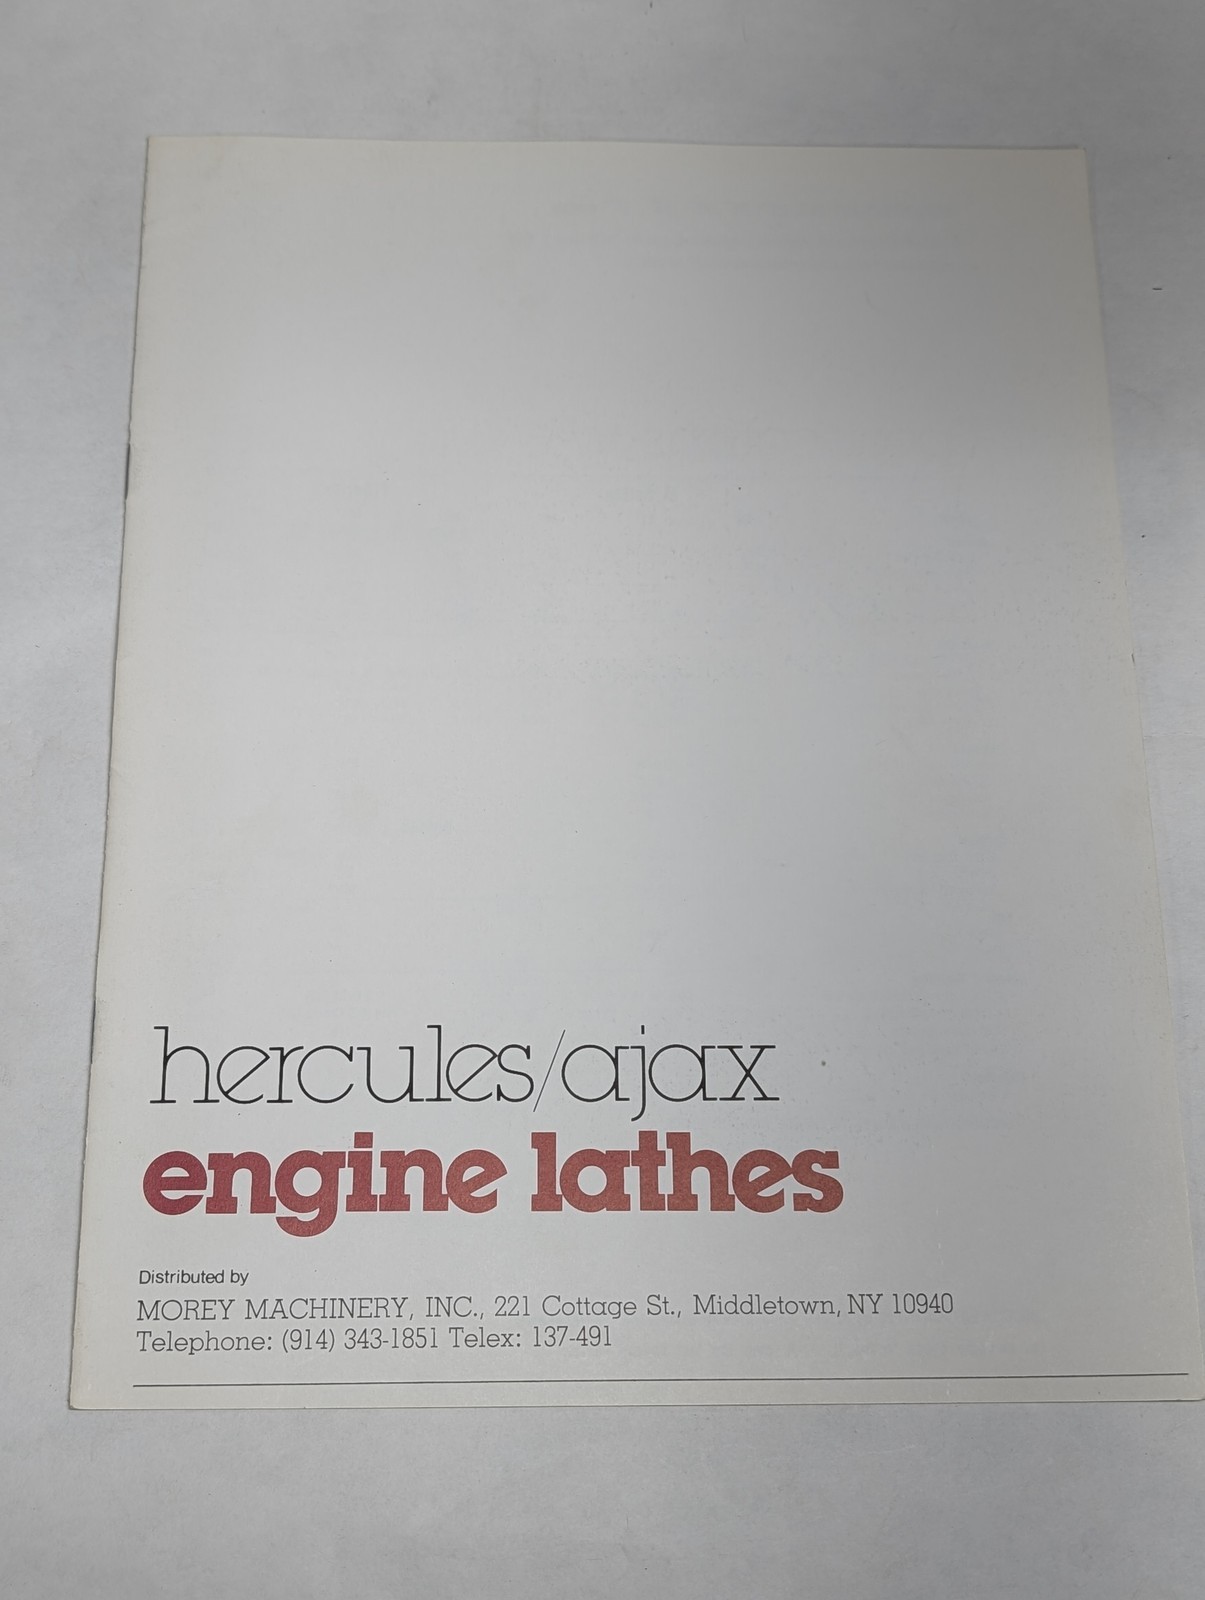 hercules/ajax
engine lathes
Distributed by
MOREY MACHINERY, INC., 221 Cottage St., Middletown, NY 10940
Telephone: (914) 343-1851 Telex: 137-491